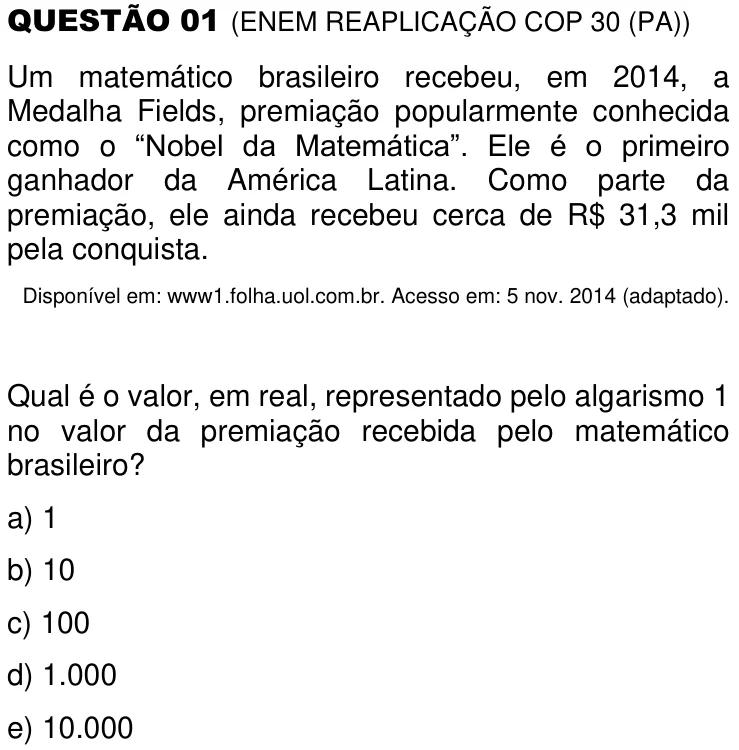 QUESTÃO 01 (ENEM REAPLICAÇÃO COP 30 (PA))
Um matemático brasileiro recebeu, em 2014, a
Medalha Fields, premiação popularmente conhecida
como o “Nobel da Matemática”. Ele é o primeiro
ganhador da América Latina. Como parte da
premiação, ele ainda recebeu cerca de R$ 31,3 mil
pela conquista.
Disponível em: www1.folha.uol.com.br. Acesso em: 5 nov. 2014 (adaptado).
Qual é o valor, em real, representado pelo algarismo 1
no valor da premiação recebida pelo matemático
brasileiro?
a) 1
b) 10
c) 100
d) 1.000
e) 10.000